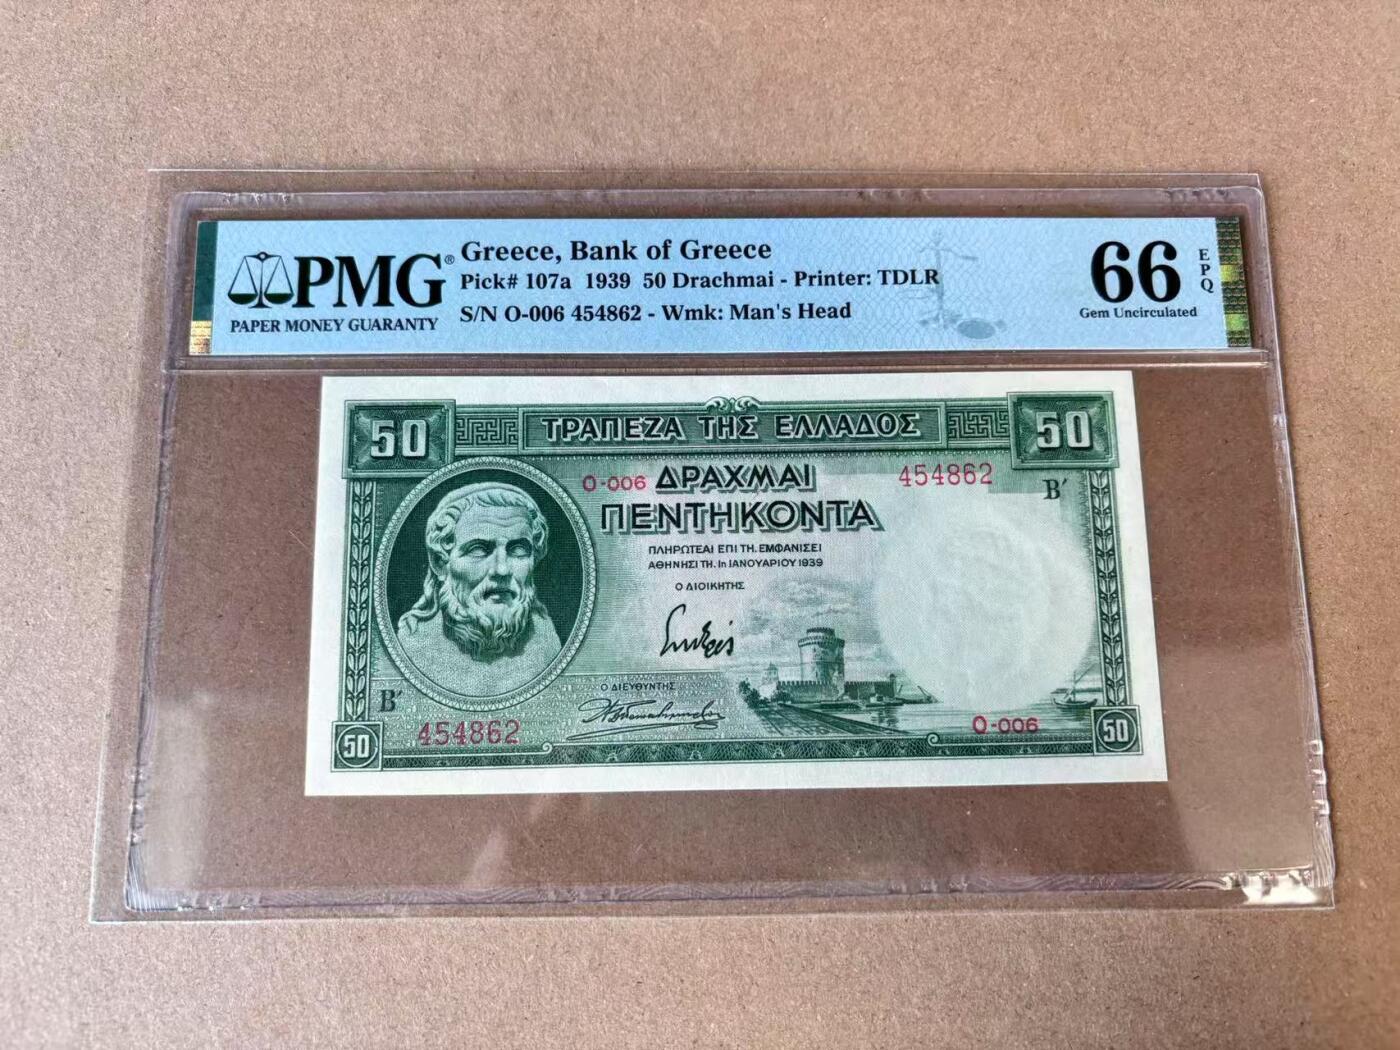 PMG®
PAPER MONEY GUARANTY
Greece, Bank of Greece
Pick# 107a 1939 50 Drachmai - Printer: TDLR
S/N O-006 454862 - Wmk: Man's Head
66
EPQ
Gem Uncirculated
50
ΤΡΑΠΕΖΑ ΤΗΣ ΕΛΛΑΔΟΣ
50
O-006 ΔΡΑΧΜΑΙ 454862
Β΄
ΠΕΝΤΗΚΟΝΤΑ
ΠΛΗΡΩΤΕΑΙ ΕΠΙ ΤΗ, ΕΜΦΑΝΙΣΕΙ
ΑΘΗΝΗΣΙ ΤΗ, 1η ΙΑΝΟΥΑΡΙΟΥ 1939
Ο ΔΙΟΙΚΗΤΗΣ
Ο ΔΙΕΥΘΥΝΤΗΣ
Β΄
454862
O-006
50
50